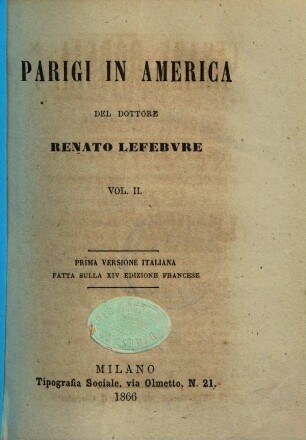 PARIGI IN AMERICA
DEL DOTTORE
RENATO LEFEBVRE
VOL. II.
PRIMA VERSIONE ITALIANA
FATTA SULLA XIV EDIZIONE FRANCESE
MILANO
Tipografia Sociale, via Olmetto, N. 21.
1866